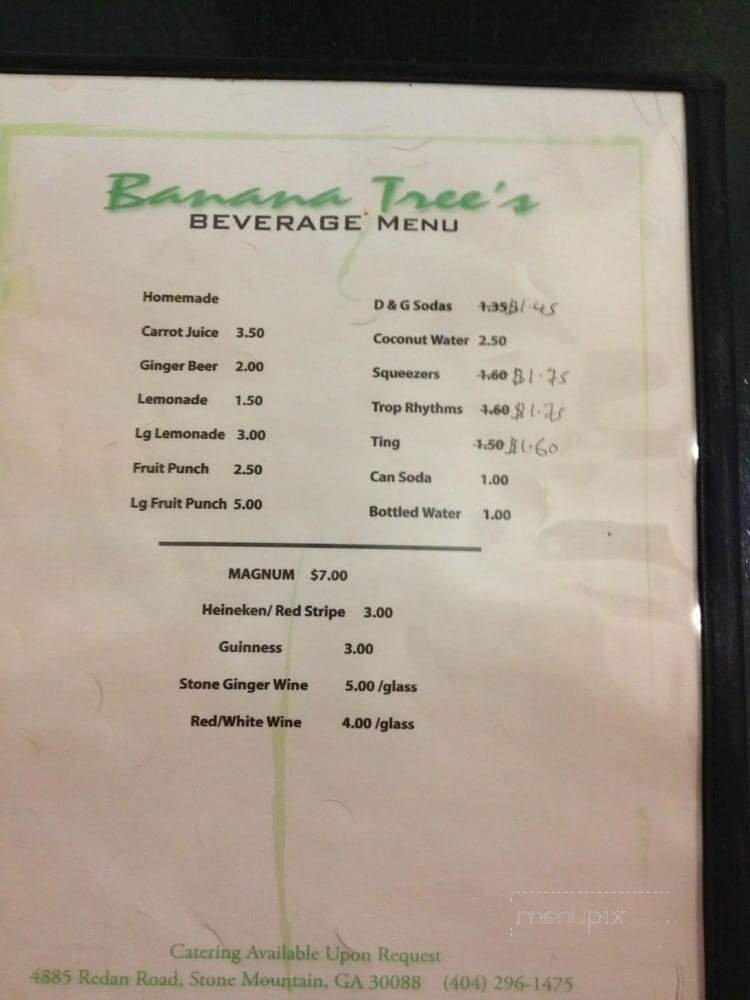 Banana Tree's
BEVERAGE MENU
Homemade
Carrot Juice 3.50
Ginger Beer 2.00
Lemonade 1.50
Lg Lemonade 3.00
Fruit Punch 2.50
Lg Fruit Punch 5.00
D & G Sodas 1.35 $1.45
Coconut Water 2.50
Squeezers 1.60 $1.75
Trop Rhythms 1.60 $1.75
Ting 1.50 $1.60
Can Soda 1.00
Bottled Water 1.00
MAGNUM $7.00
Heineken/ Red Stripe 3.00
Guinness 3.00
Stone Ginger Wine 5.00 /glass
Red/White Wine 4.00 /glass
menupix
Catering Available Upon Request
4885 Redan Road, Stone Mountain, GA 30088 (404) 296-1475